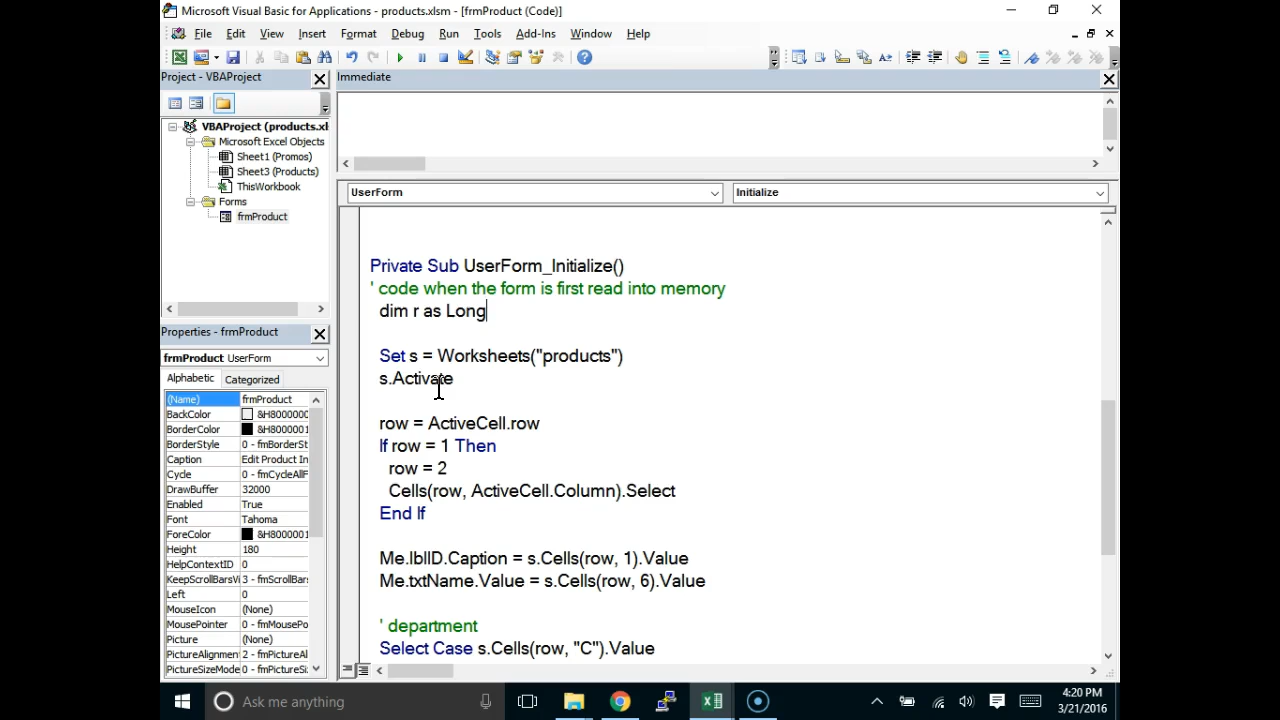 Microsoft Visual Basic for Applications - products.xlsm - [frmProduct (Code)]
File Edit View Insert Format Debug Run Tools Add-Ins Window Help
Project - VBAProject
Immediate
VBAProject (products.xl
Microsoft Excel Objects
Sheet1 (Promos)
Sheet3 (Products)
ThisWorkbook
Forms
frmProduct
UserForm Initialize
Private Sub UserForm_Initialize()
' code when the form is first read into memory
dim r as Long
Set s = Worksheets("products")
s.Activate
row = ActiveCell.row
If row = 1 Then
row = 2
Cells(row, ActiveCell.Column).Select
End If
Me.lblID.Caption = s.Cells(row, 1).Value
Me.txtName.Value = s.Cells(row, 6).Value
' department
Select Case s.Cells(row, "C").Value
Properties - frmProduct
frmProduct UserForm
Alphabetic Categorized
(Name) frmProduct
BackColor &H8000000
BorderColor &H8000001
BorderStyle 0 - fmBorderSt
Caption Edit Product In
Cycle 0 - fmCycleAllF
DrawBuffer 32000
Enabled True
Font Tahoma
ForeColor &H8000001
Height 180
HelpContextID 0
KeepScrollBarsVi 3 - fmScrollBars
Left 0
MouseIcon (None)
MousePointer 0 - fmMousePo
Picture (None)
PictureAlignmen 2 - fmPictureAl
PictureSizeMode 0 - fmPictureSi
Ask me anything
4:20 PM
3/21/2016